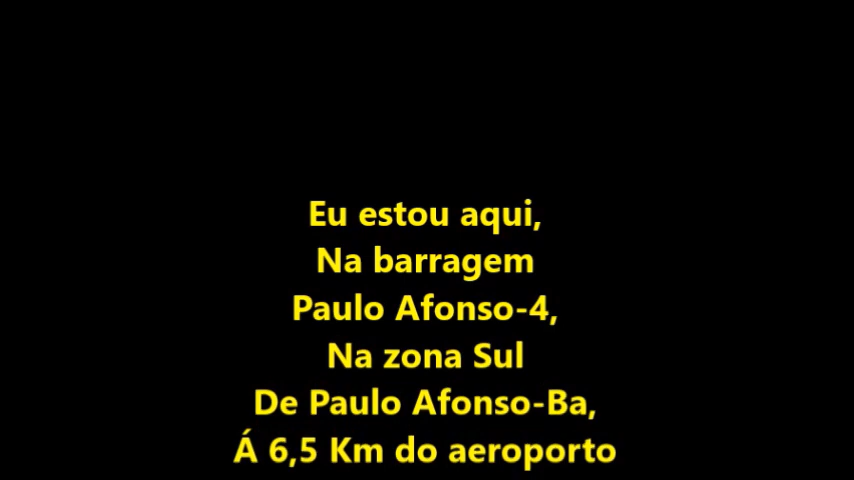 Eu estou aqui,
Na barragem
Paulo Afonso-4,
Na zona Sul
De Paulo Afonso-Ba,
Á 6,5 Km do aeroporto